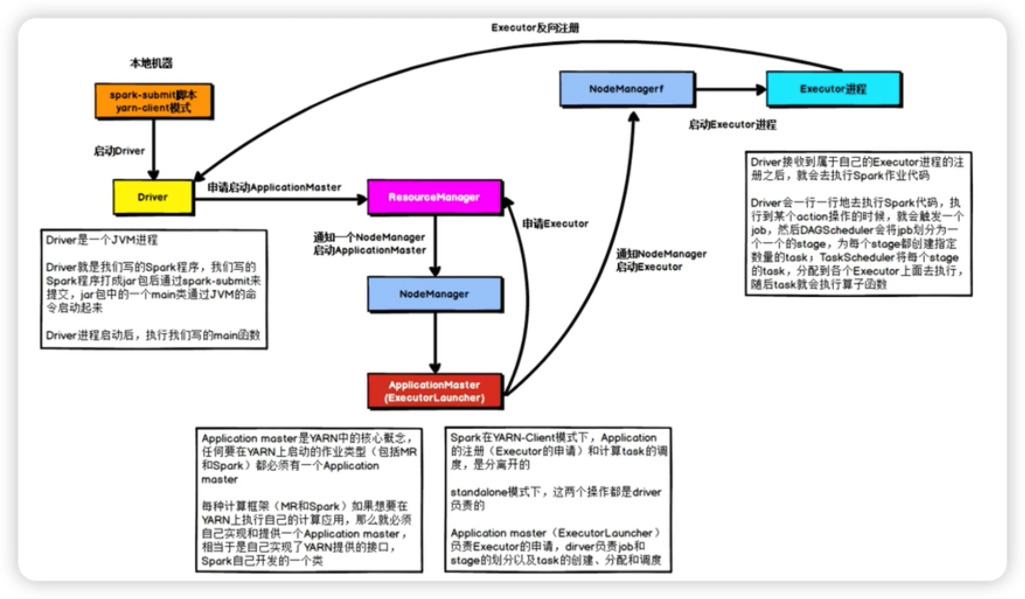 Executor反向注册
本地机器
spark-submit脚本
yarn-client模式
NodeManagerf
Executor进程
启动Executor进程
启动Driver
Driver
申请启动ApplicationMaster
ResourceManager
申请Executor
通知一个NodeManager
启动ApplicationMaster
通知NodeManager
启动Executor
NodeManager
ApplicationMaster
(ExecutorLauncher)
Driver是一个JVM进程
Driver就是我们写的Spark程序，我们写的
Spark程序打成jar包后通过spark-submit来
提交，jar包中的一个main类通过JVM的命
令启动起来
Driver进程启动后，执行我们写的main函数
Driver接收到属于自己的Executor进程的注
册之后，就会去执行Spark作业代码
Driver会一行一行地去执行Spark代码，执
行到某个action操作的时候，就会触发一个
job，然后DAGScheduler会将jpb划分为一
个一个的stage，为每个stage都创建指定
数量的task；TaskScheduler将每个stage
的task，分配到各个Executor上面去执行，
随后task就会执行算子函数
Application master是YARN中的核心概念，
任何要在YARN上启动的作业类型（包括MR
和Spark）都必须有一个Application
master
每种计算框架（MR和Spark）如果想要在
YARN上执行自己的计算应用，那么就必须
自己实现和提供一个Application master，
相当于是自己实现了YARN提供的接口，
Spark自己开发的一个类
Spark在YARN-Client模式下，Application
的注册（Executor的申请）和计算task的调
度，是分离开的
standalone模式下，这两个操作都是driver
负责的
Application master（ExecutorLauncher）
负责Executor的申请，dirver负责job和
stage的划分以及task的创建、分配和调度